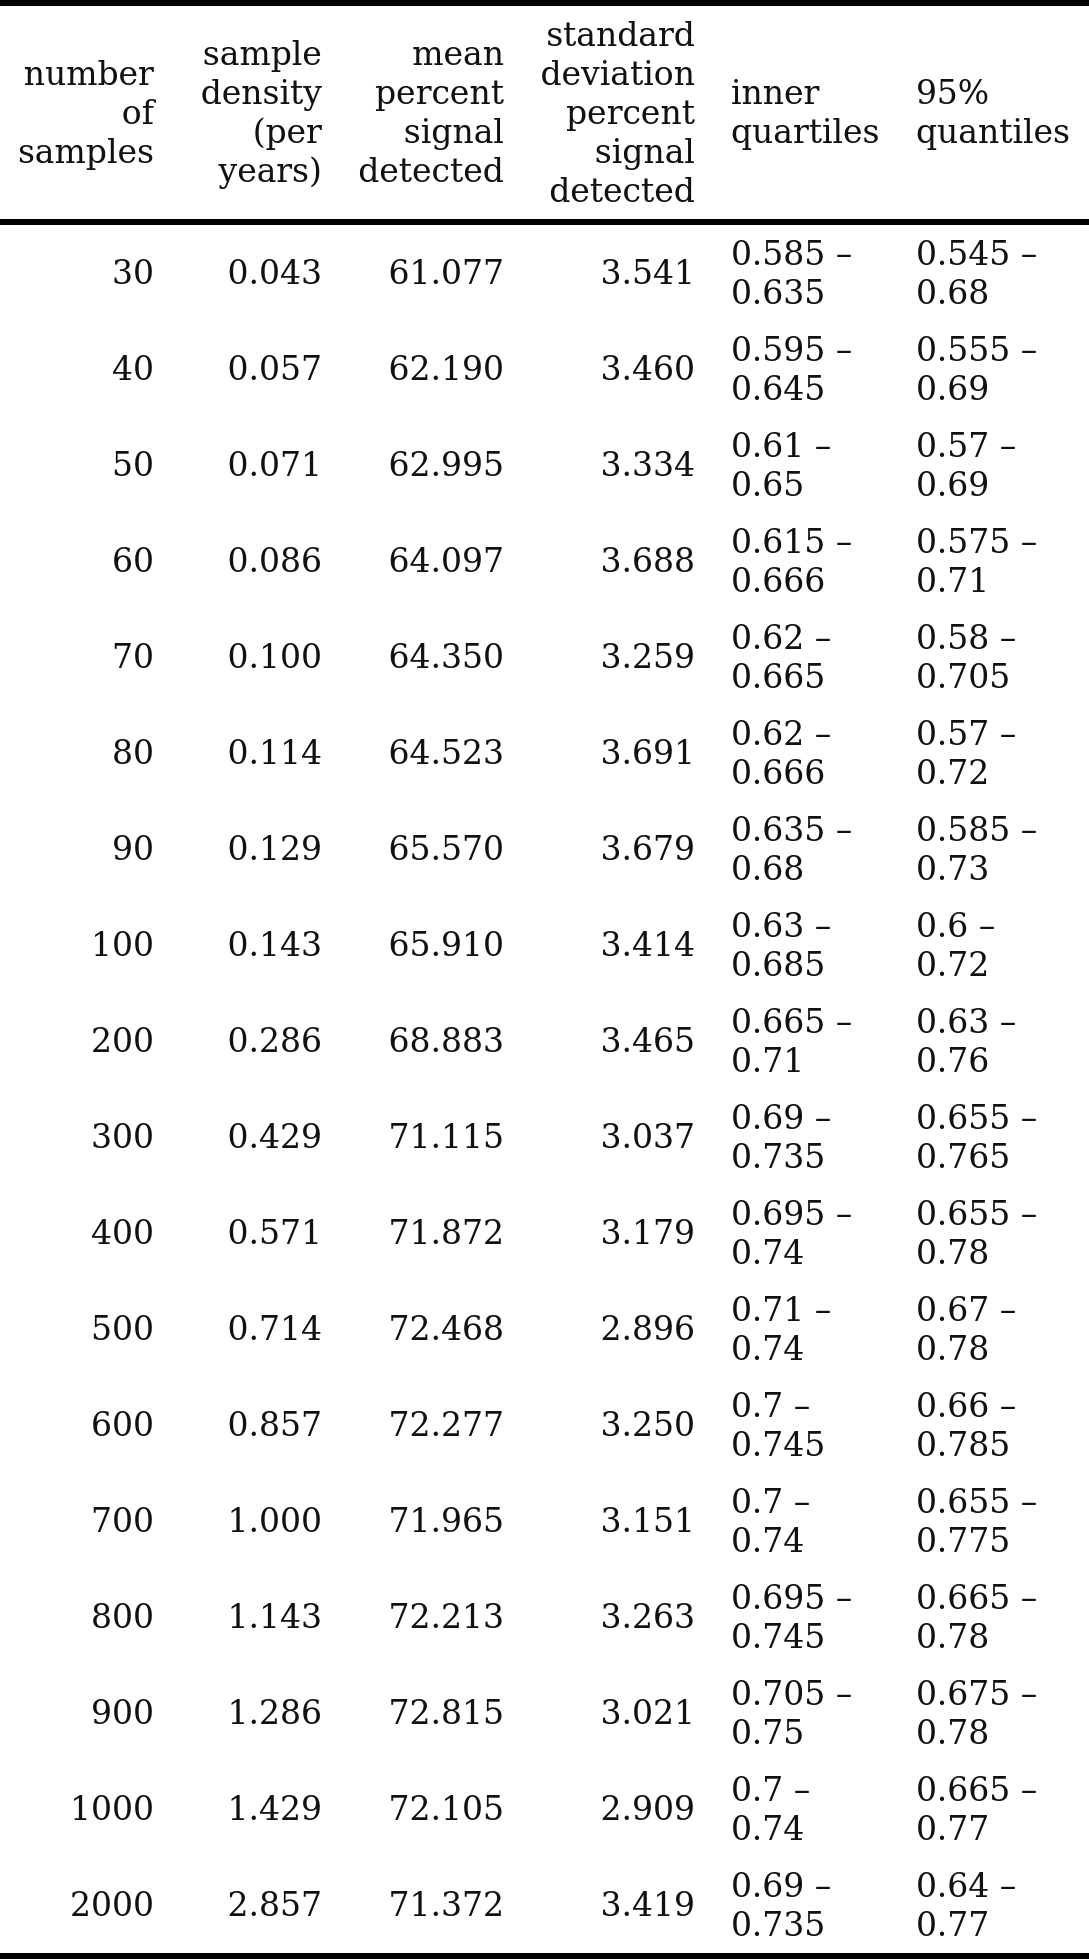 number of samples	sample density (per years)	mean percent signal detected	standard deviation percent signal detected	inner quartiles	95% quantiles
30	0.043	61.077	3.541	0.585 – 0.635	0.545 – 0.68
40	0.057	62.190	3.460	0.595 – 0.645	0.555 – 0.69
50	0.071	62.995	3.334	0.61 – 0.65	0.57 – 0.69
60	0.086	64.097	3.688	0.615 – 0.666	0.575 – 0.71
70	0.100	64.350	3.259	0.62 – 0.665	0.58 – 0.705
80	0.114	64.523	3.691	0.62 – 0.666	0.57 – 0.72
90	0.129	65.570	3.679	0.635 – 0.68	0.585 – 0.73
100	0.143	65.910	3.414	0.63 – 0.685	0.6 – 0.72
200	0.286	68.883	3.465	0.665 – 0.71	0.63 – 0.76
300	0.429	71.115	3.037	0.69 – 0.735	0.655 – 0.765
400	0.571	71.872	3.179	0.695 – 0.74	0.655 – 0.78
500	0.714	72.468	2.896	0.71 – 0.74	0.67 – 0.78
600	0.857	72.277	3.250	0.7 – 0.745	0.66 – 0.785
700	1.000	71.965	3.151	0.7 – 0.74	0.655 – 0.775
800	1.143	72.213	3.263	0.695 – 0.745	0.665 – 0.78
900	1.286	72.815	3.021	0.705 – 0.75	0.675 – 0.78
1000	1.429	72.105	2.909	0.7 – 0.74	0.665 – 0.77
2000	2.857	71.372	3.419	0.69 – 0.735	0.64 – 0.77